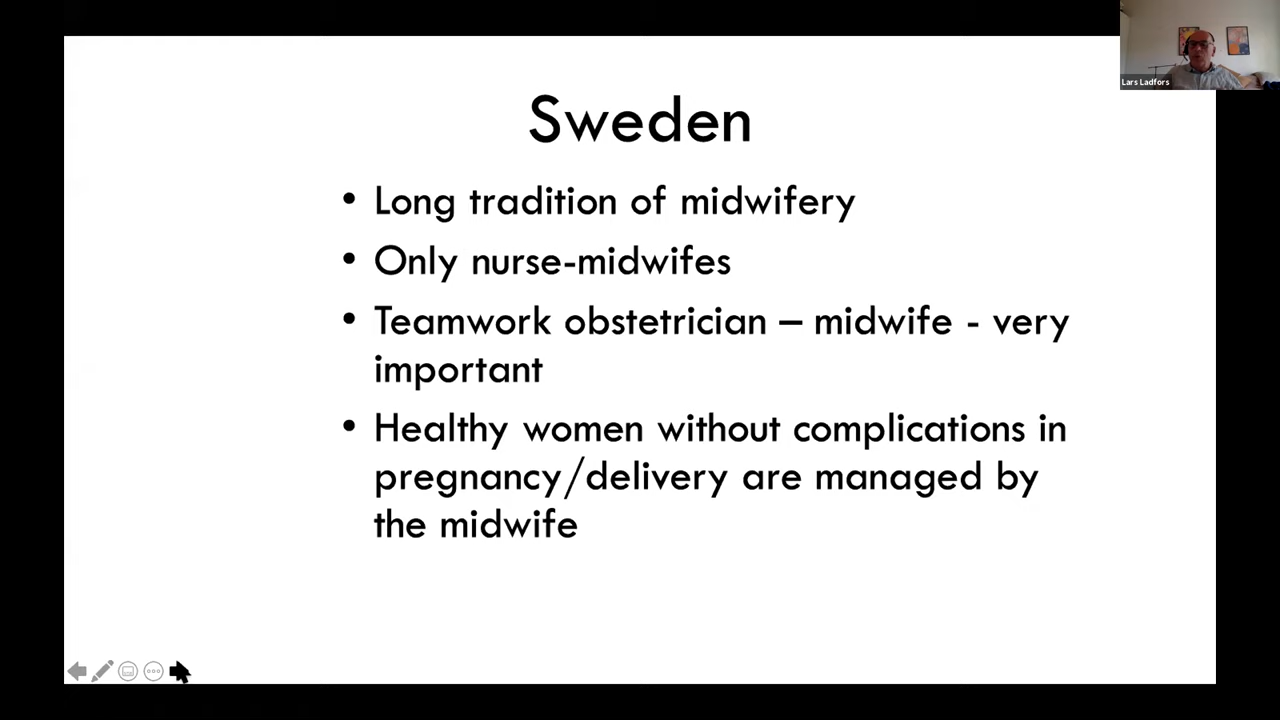 Lars Ladfors
Sweden
• Long tradition of midwifery
• Only nurse-midwifes
• Teamwork obstetrician – midwife - very
important
• Healthy women without complications in
pregnancy/delivery are managed by
the midwife